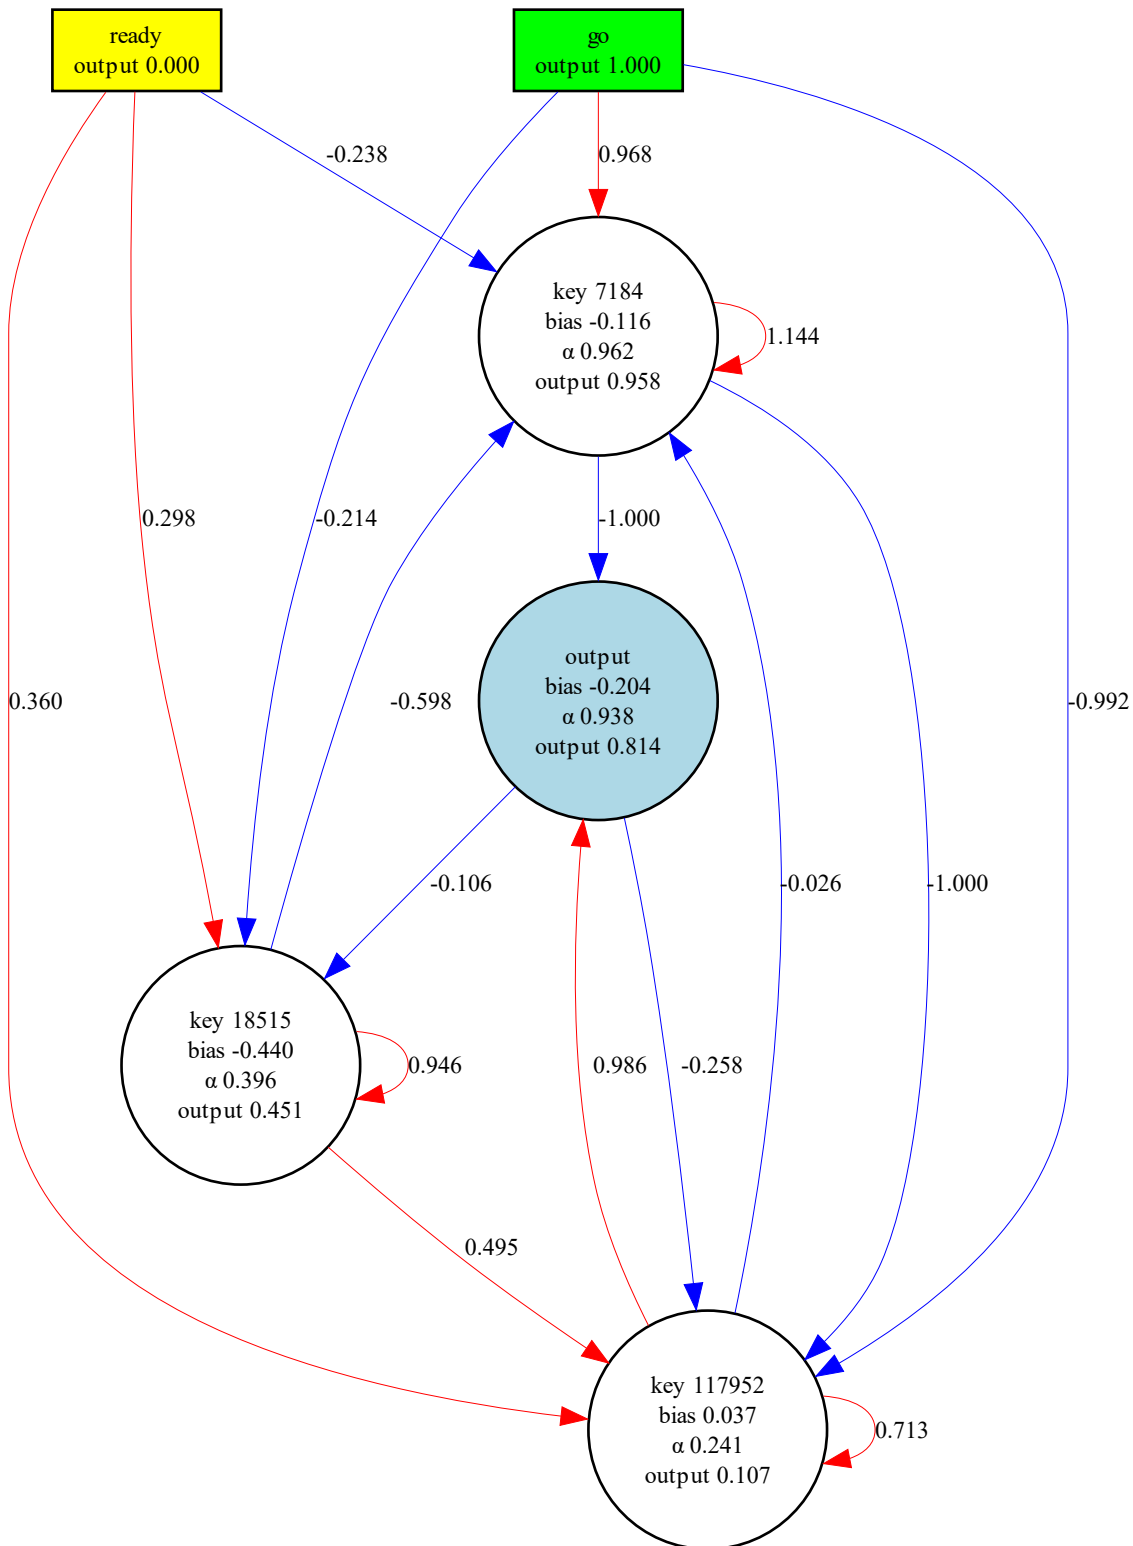 ready
output 0.000
go
output 1.000
-0.238
0.968
key 7184
bias -0.116
α 0.962
output 0.958
1.144
0.298
-0.214
-1.000
output
bias -0.204
α 0.938
output 0.814
0.360
-0.598
-0.992
-0.106
-0.026
-1.000
key 18515
bias -0.440
α 0.396
output 0.451
0.946
0.986
-0.258
0.495
key 117952
bias 0.037
α 0.241
output 0.107
0.713